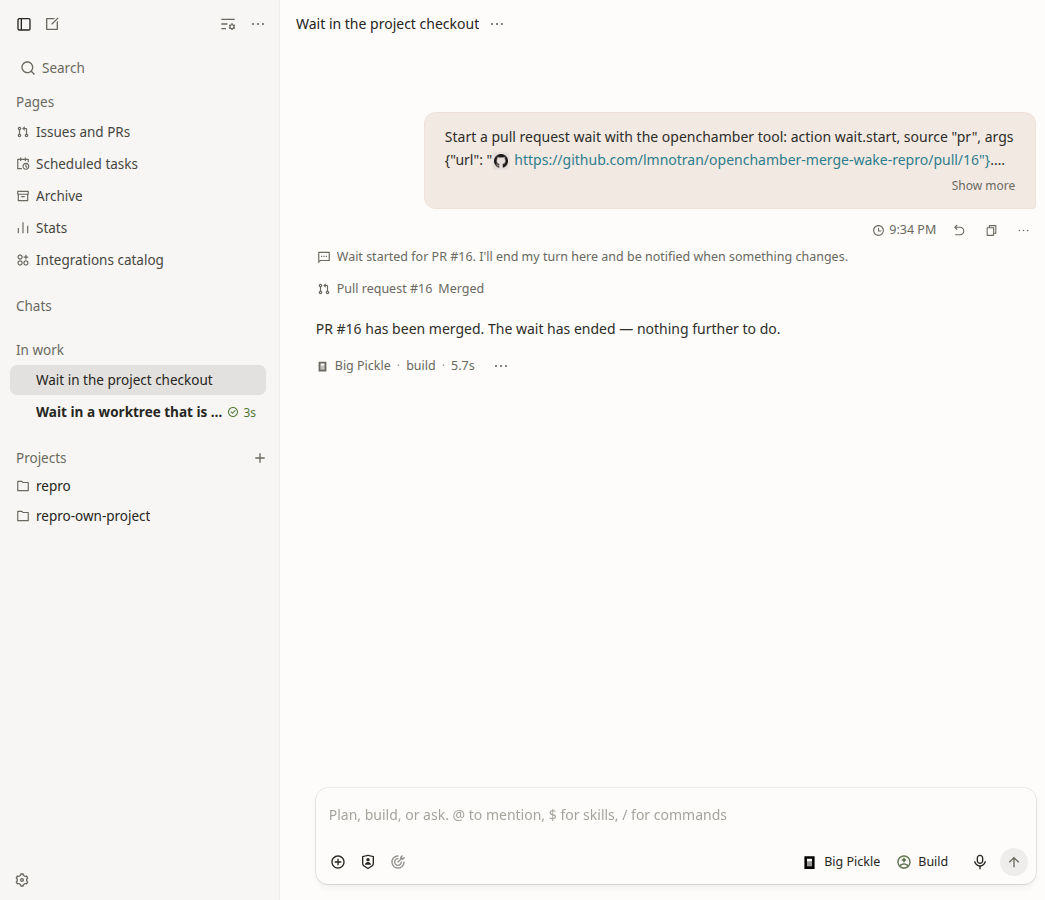 Search
Pages
Issues and PRs
Scheduled tasks
Archive
Stats
Integrations catalog
Chats
In work
Wait in the project checkout
Wait in a worktree that is ... 3s
Projects
repro
repro-own-project
Wait in the project checkout
Start a pull request wait with the openchamber tool: action wait.start, source "pr", args
{"url": "https://github.com/lmnotran/openchamber-merge-wake-repro/pull/16"}....
Show more
9:34 PM
Wait started for PR #16. I'll end my turn here and be notified when something changes.
Pull request #16 Merged
PR #16 has been merged. The wait has ended — nothing further to do.
Big Pickle · build · 5.7s
Plan, build, or ask. @ to mention, $ for skills, / for commands
Big Pickle Build